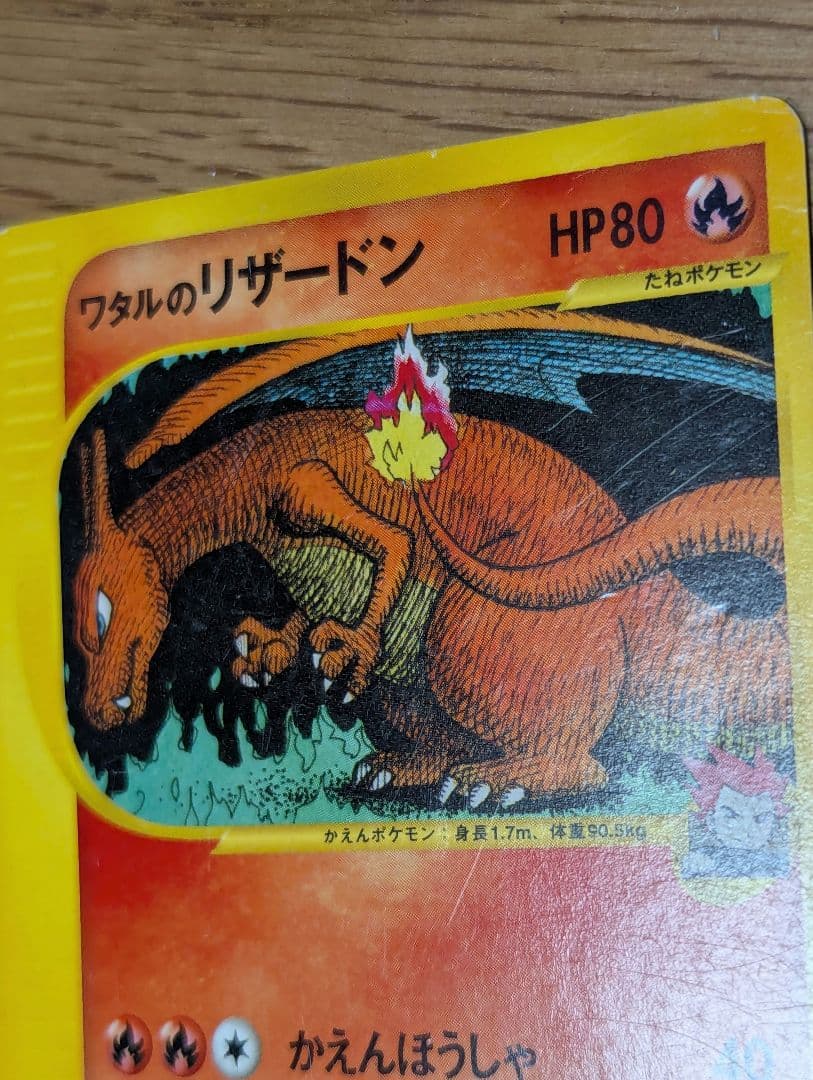 ワタルのリザードン HP80
たねポケモン
かえんポケモン：身長1.7m、体重90.5kg
かえんほうしゃ 40